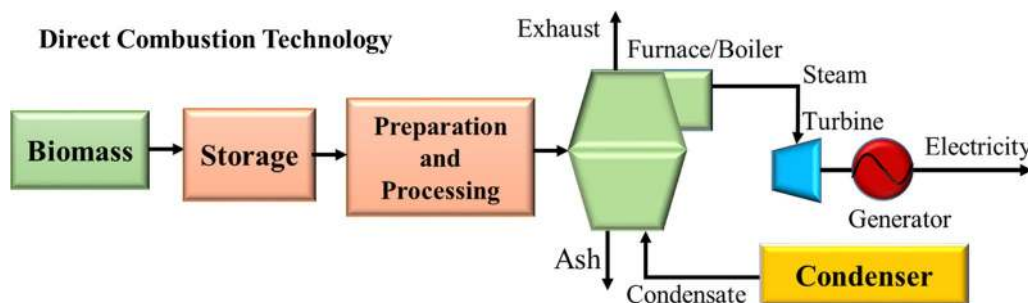 Direct Combustion Technology
Exhaust
Furnace/Boiler
Steam
Biomass
Storage
Preparation
and
Processing
Turbine
Electricity
Generator
Ash
Condensate
Condenser